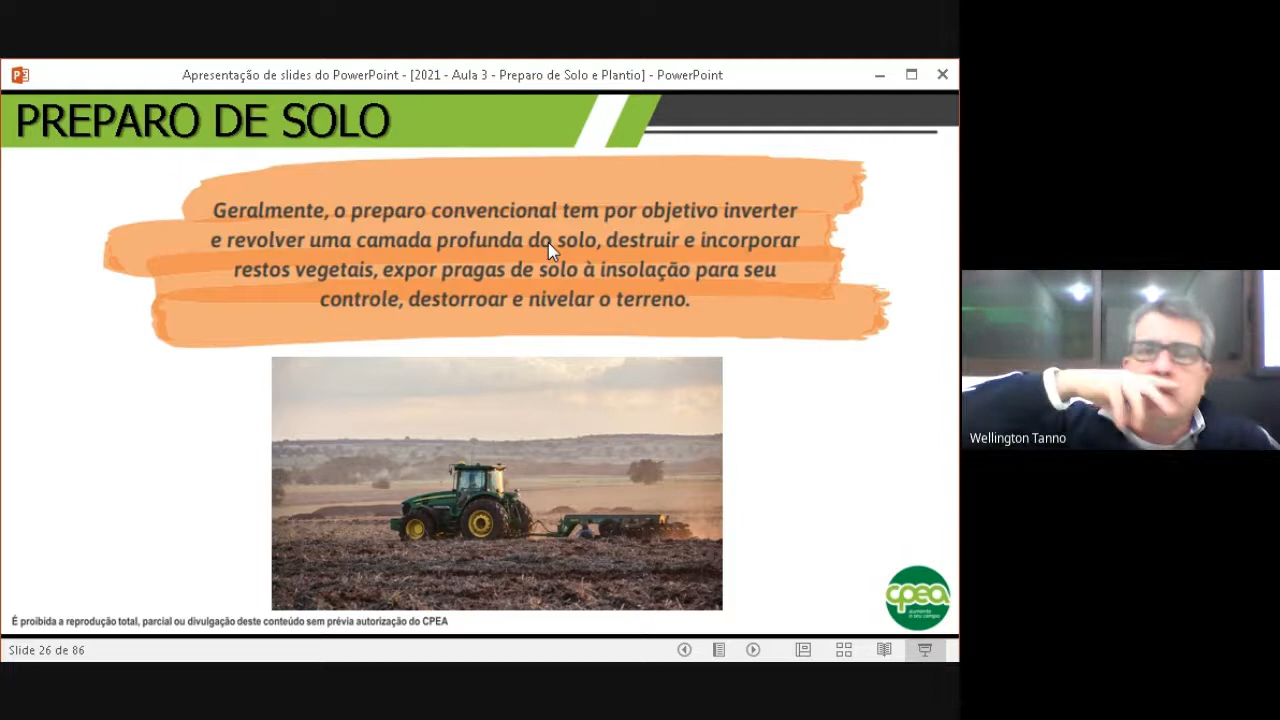 Apresentação de slides do PowerPoint - [2021 - Aula 3 - Preparo de Solo e Plantio] - PowerPoint
PREPARO DE SOLO
Geralmente, o preparo convencional tem por objetivo inverter
e revolver uma camada profunda do solo, destruir e incorporar
restos vegetais, expor pragas de solo à insolação para seu
controle, destorroar e nivelar o terreno.
Wellington Tanno
cpea
aumente
o seu campo
É proibida a reprodução total, parcial ou divulgação deste conteúdo sem prévia autorização do CPEA
Slide 26 de 86